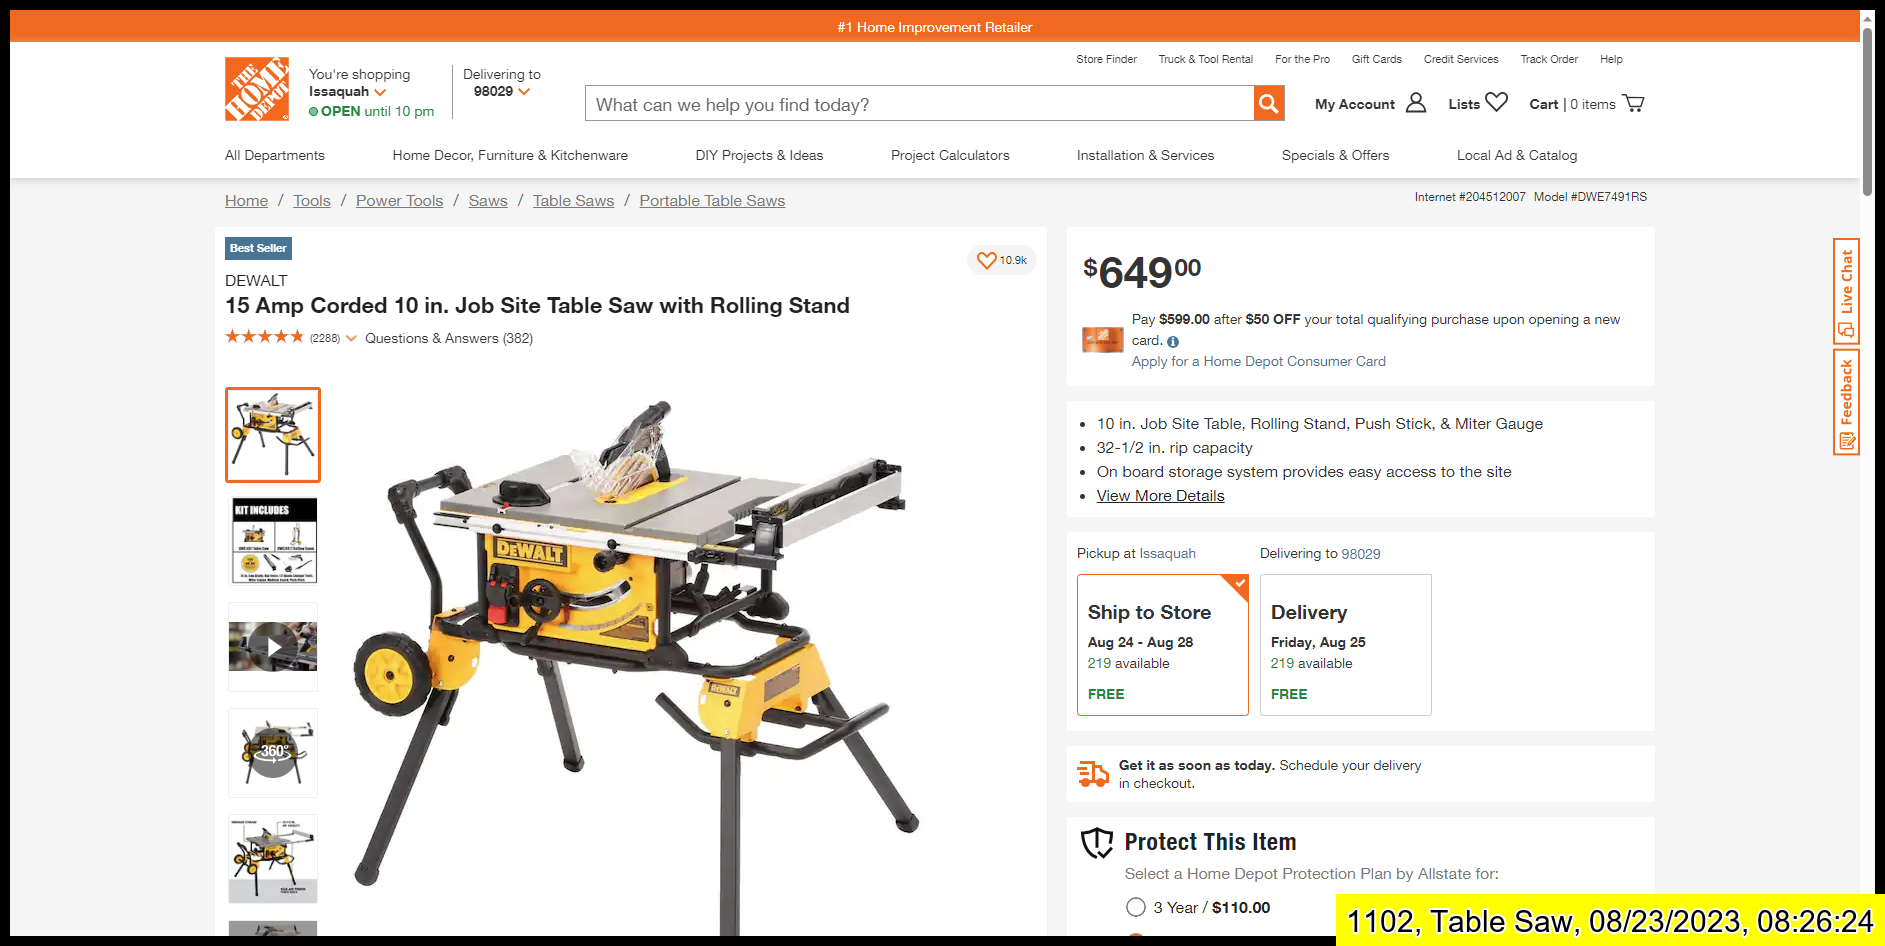 #1 Home Improvement Retailer
Store Finder
Truck & Tool Rental
For the Pro
Gift Cards
Credit Services
Track Order
Help
THE HOME DEPOT
You're shopping
Issaquah
OPEN until 10 pm
Delivering to
98029
What can we help you find today?
My Account
Lists
Cart | 0 items
All Departments
Home Decor, Furniture & Kitchenware
DIY Projects & Ideas
Project Calculators
Installation & Services
Specials & Offers
Local Ad & Catalog
Home / Tools / Power Tools / Saws / Table Saws / Portable Table Saws
Internet #204512007 Model #DWE7491RS
Best Seller
10.9k
DEWALT
15 Amp Corded 10 in. Job Site Table Saw with Rolling Stand
(2288)
Questions & Answers (382)
KIT INCLUDES
360°
DEWALT
DEWALT
$649 00
Pay $599.00 after $50 OFF your total qualifying purchase upon opening a new
card.
Apply for a Home Depot Consumer Card
10 in. Job Site Table, Rolling Stand, Push Stick, & Miter Gauge
32-1/2 in. rip capacity
On board storage system provides easy access to the site
View More Details
Pickup at Issaquah
Delivering to 98029
Ship to Store
Aug 24 - Aug 28
219 available
FREE
Delivery
Friday, Aug 25
219 available
FREE
Get it as soon as today. Schedule your delivery
in checkout.
Protect This Item
Select a Home Depot Protection Plan by Allstate for:
3 Year / $110.00
Live Chat
Feedback
1102, Table Saw, 08/23/2023, 08:26:24